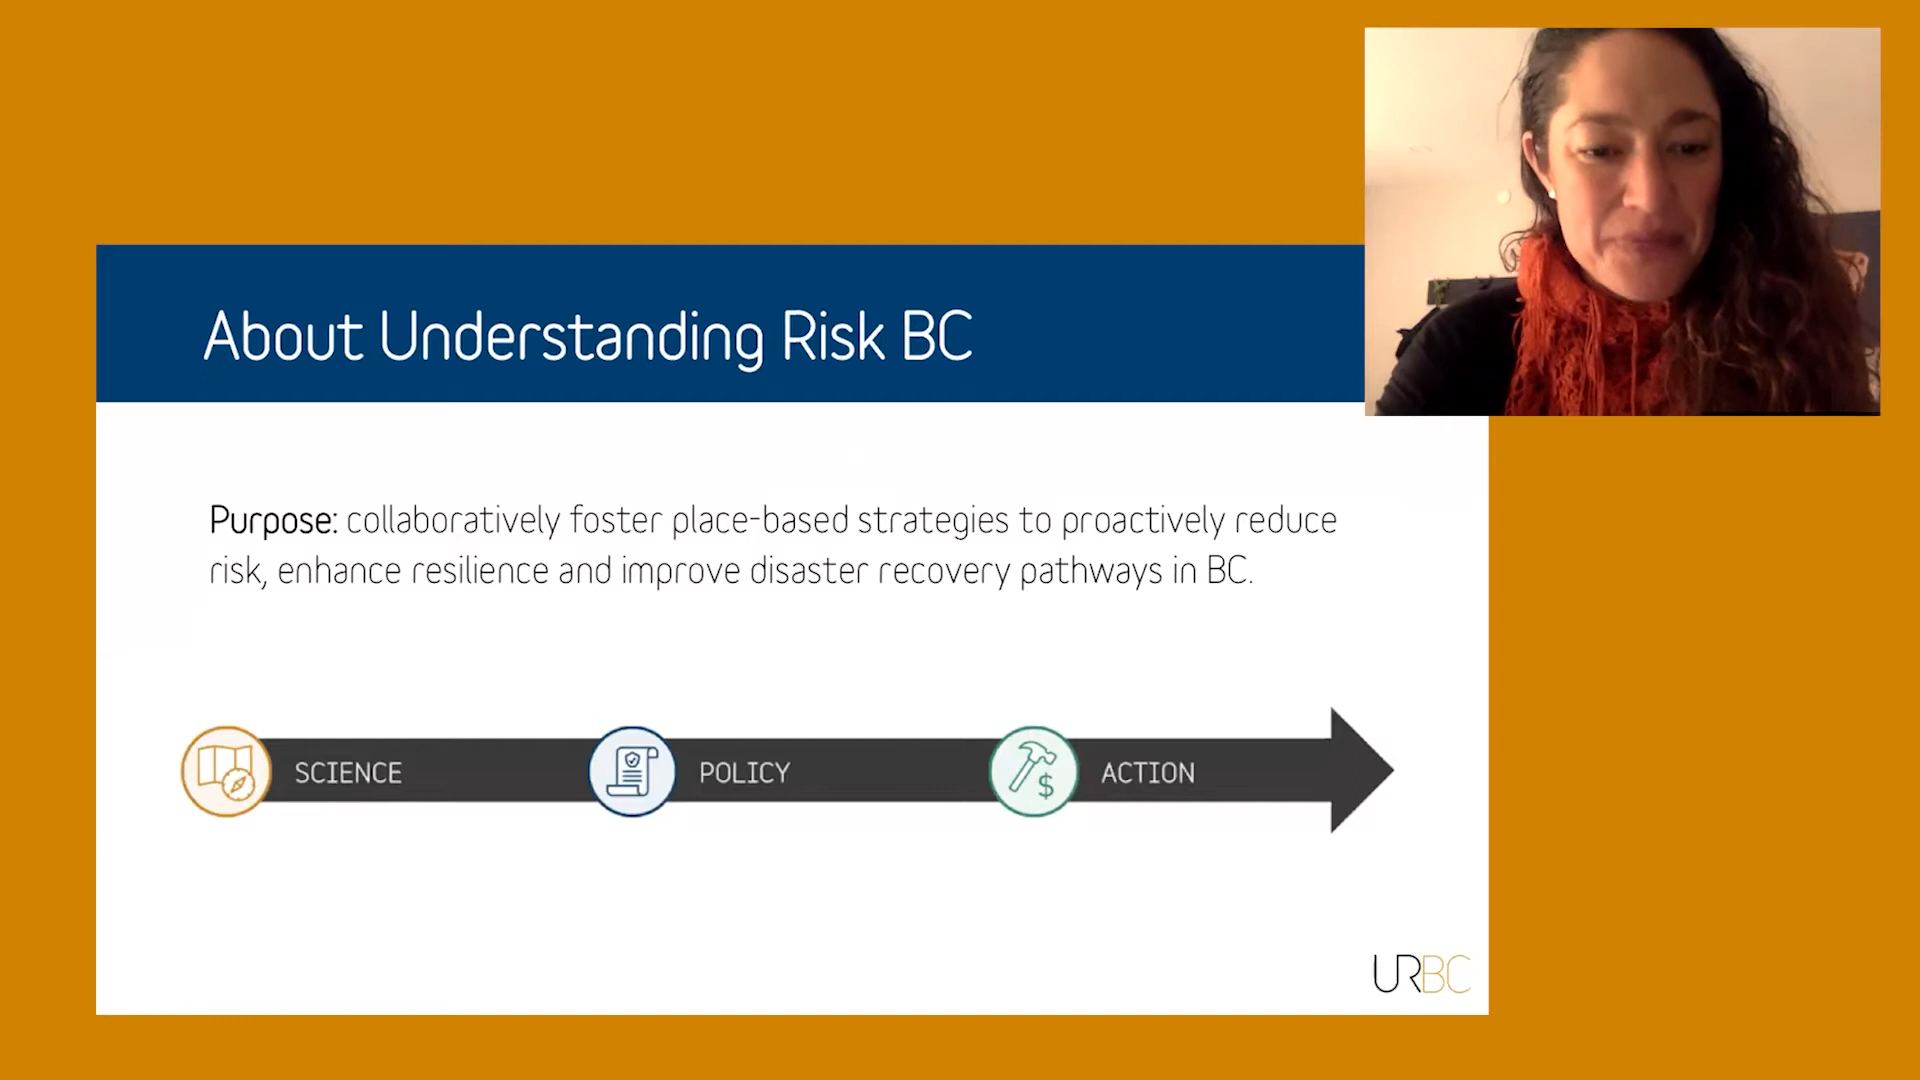 About Understanding Risk BC
Purpose: collaboratively foster place-based strategies to proactively reduce
risk, enhance resilience and improve disaster recovery pathways in BC.
SCIENCE
POLICY
$
ACTION
URBC